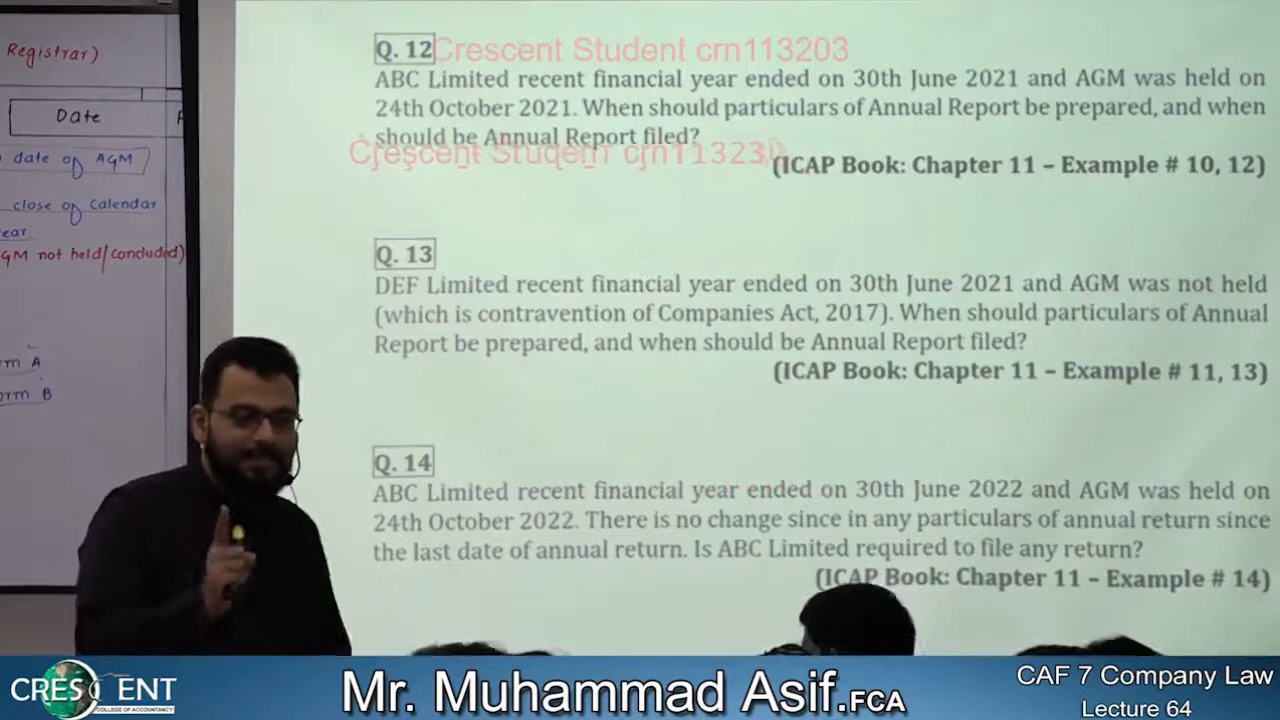 Registrar)
Date
date of AGM
close of Calendar
ear
GM not held/concluded)
rm A
orm B
Q. 12
Crescent Student crn113203
ABC Limited recent financial year ended on 30th June 2021 and AGM was held on
24th October 2021. When should particulars of Annual Report be prepared, and when
should be Annual Report filed?
(ICAP Book: Chapter 11 – Example # 10, 12)
Q. 13
DEF Limited recent financial year ended on 30th June 2021 and AGM was not held
(which is contravention of Companies Act, 2017). When should particulars of Annual
Report be prepared, and when should be Annual Report filed?
(ICAP Book: Chapter 11 – Example # 11, 13)
Q. 14
ABC Limited recent financial year ended on 30th June 2022 and AGM was held on
24th October 2022. There is no change since in any particulars of annual return since
the last date of annual return. Is ABC Limited required to file any return?
(ICAP Book: Chapter 11 – Example # 14)
CRESCENT
COLLEGE OF ACCOUNTANCY
Mr. Muhammad Asif.FCA
CAF 7 Company Law
Lecture 64